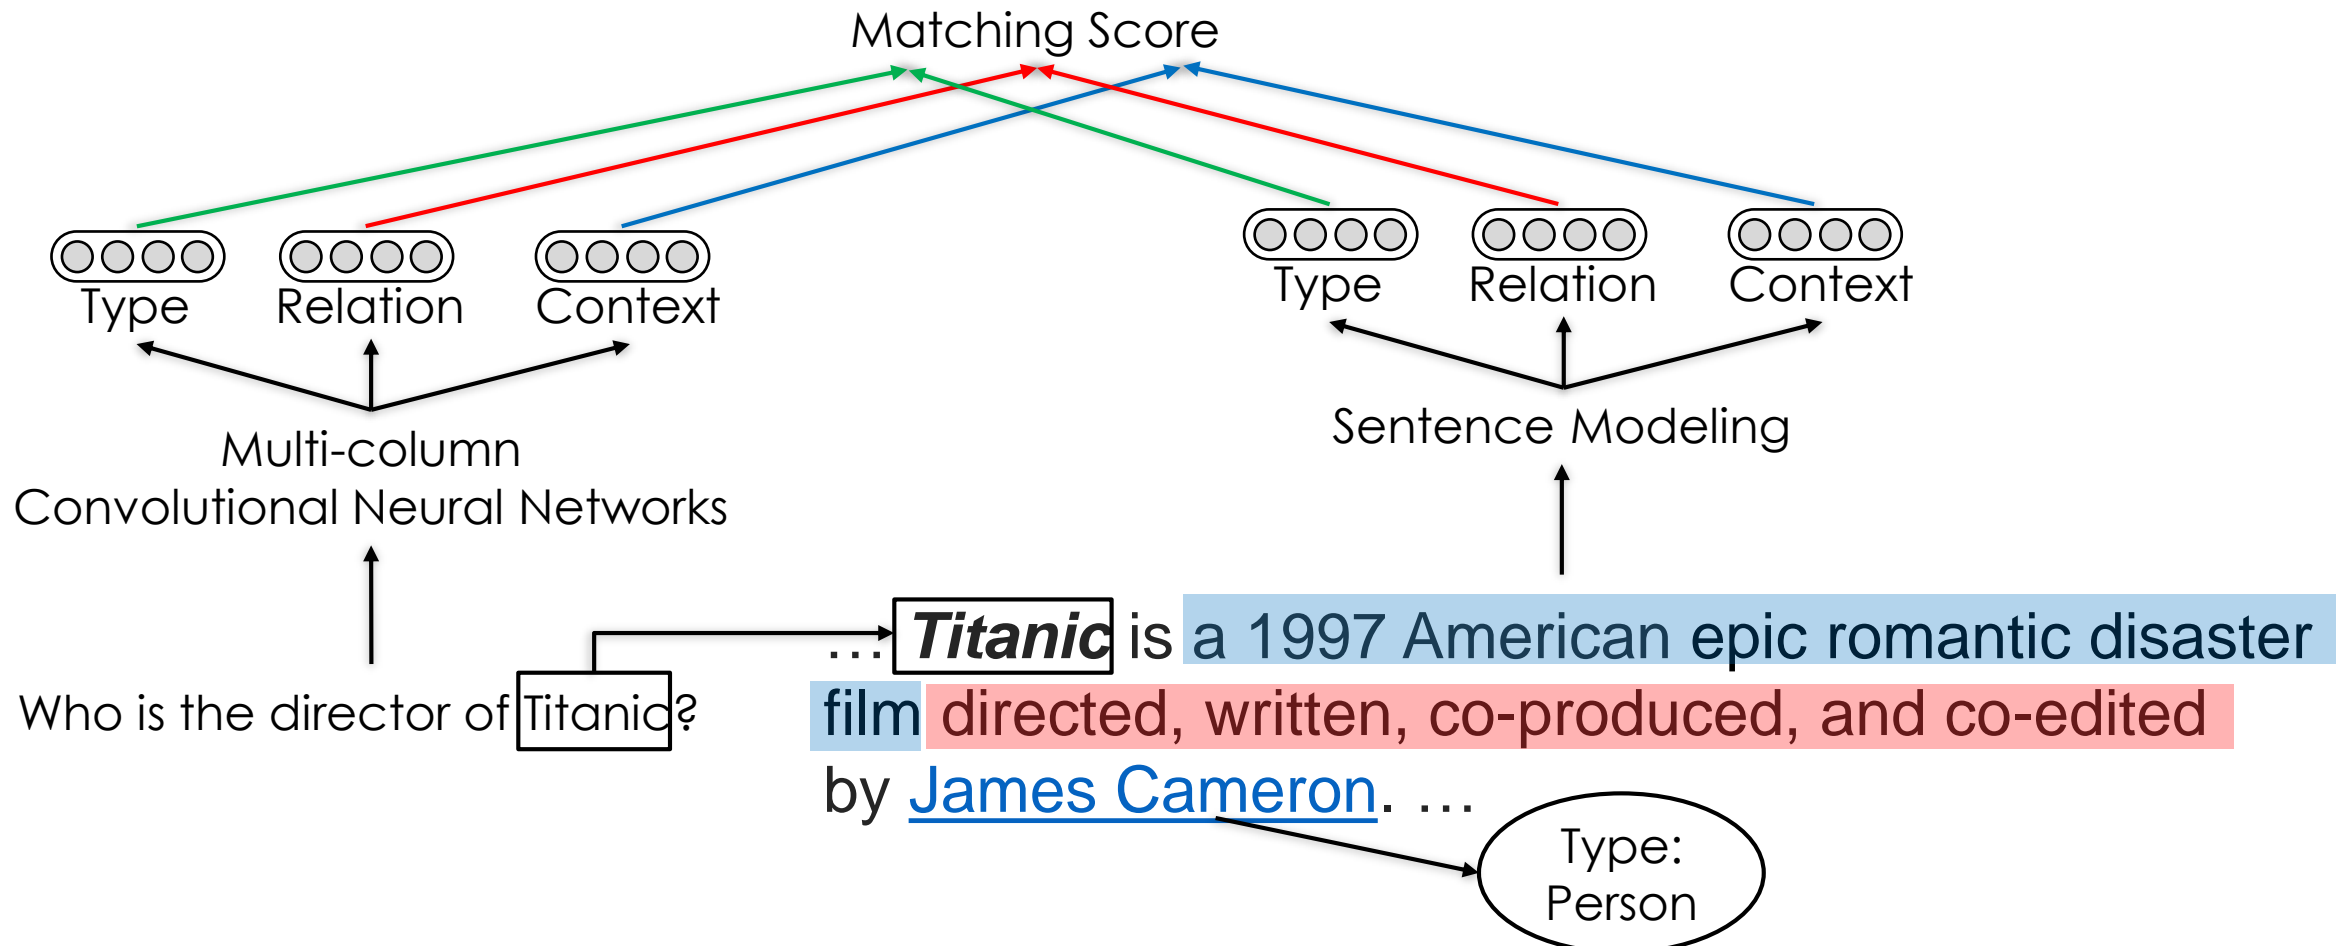 Matching Score
Type Relation Context
Type Relation Context
Multi-column
Convolutional Neural Networks
Sentence Modeling
Who is the director of Titanic?
… Titanic is a 1997 American epic romantic disaster
film directed, written, co-produced, and co-edited
by James Cameron. …
Type:
Person